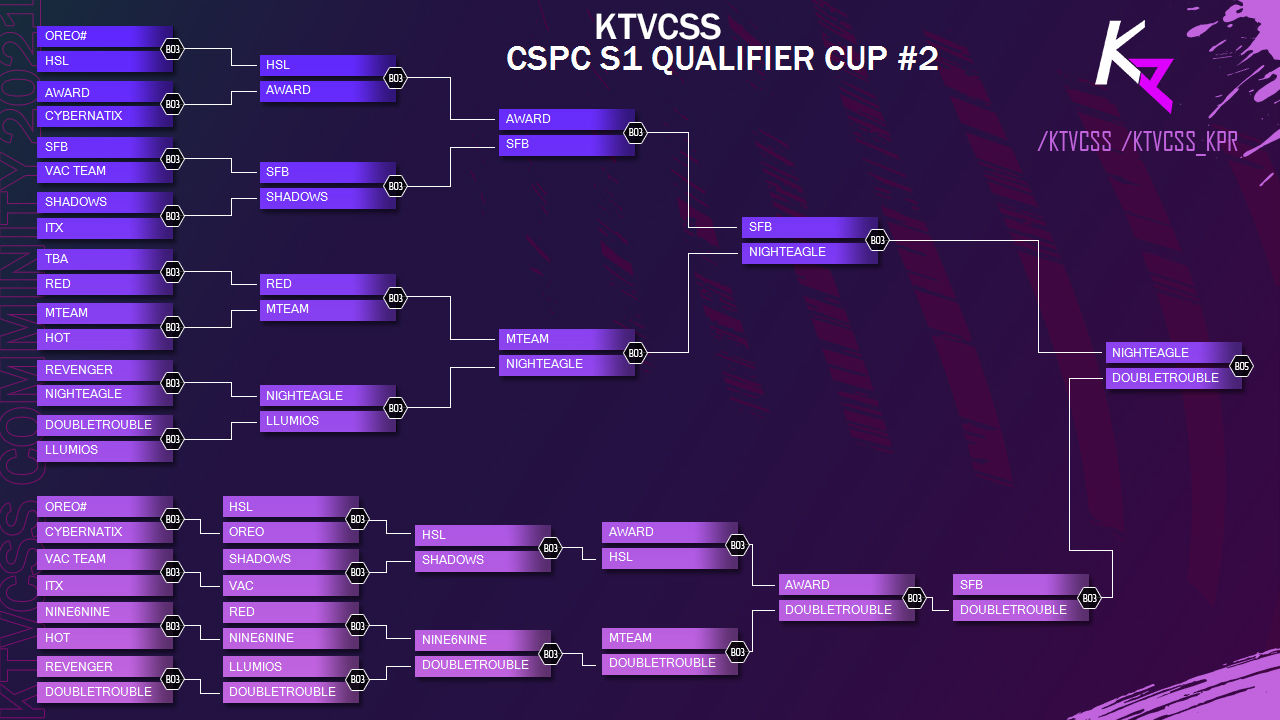 KTVCSS
CSPC S1 QUALIFIER CUP #2
KTVCSS COMMINITY 2021
/KTVCSS /KTVCSS_KPR
OREO#
HSL
BO3
AWARD
CYBERNATIX
BO3
SFB
VAC TEAM
BO3
SHADOWS
ITX
BO3
TBA
RED
BO3
MTEAM
HOT
BO3
REVENGER
NIGHTEAGLE
BO3
DOUBLETROUBLE
LLUMIOS
BO3
HSL
AWARD
BO3
SFB
SHADOWS
BO3
RED
MTEAM
BO3
NIGHTEAGLE
LLUMIOS
BO3
AWARD
SFB
BO3
MTEAM
NIGHTEAGLE
BO3
SFB
NIGHTEAGLE
BO3
NIGHTEAGLE
DOUBLETROUBLE
BO5
OREO#
CYBERNATIX
BO3
VAC TEAM
ITX
BO3
NINE6NINE
HOT
BO3
REVENGER
DOUBLETROUBLE
BO3
HSL
OREO
BO3
SHADOWS
VAC
BO3
RED
NINE6NINE
BO3
LLUMIOS
DOUBLETROUBLE
BO3
HSL
SHADOWS
BO3
NINE6NINE
DOUBLETROUBLE
BO3
AWARD
HSL
BO3
MTEAM
DOUBLETROUBLE
BO3
AWARD
DOUBLETROUBLE
BO3
SFB
DOUBLETROUBLE
BO3